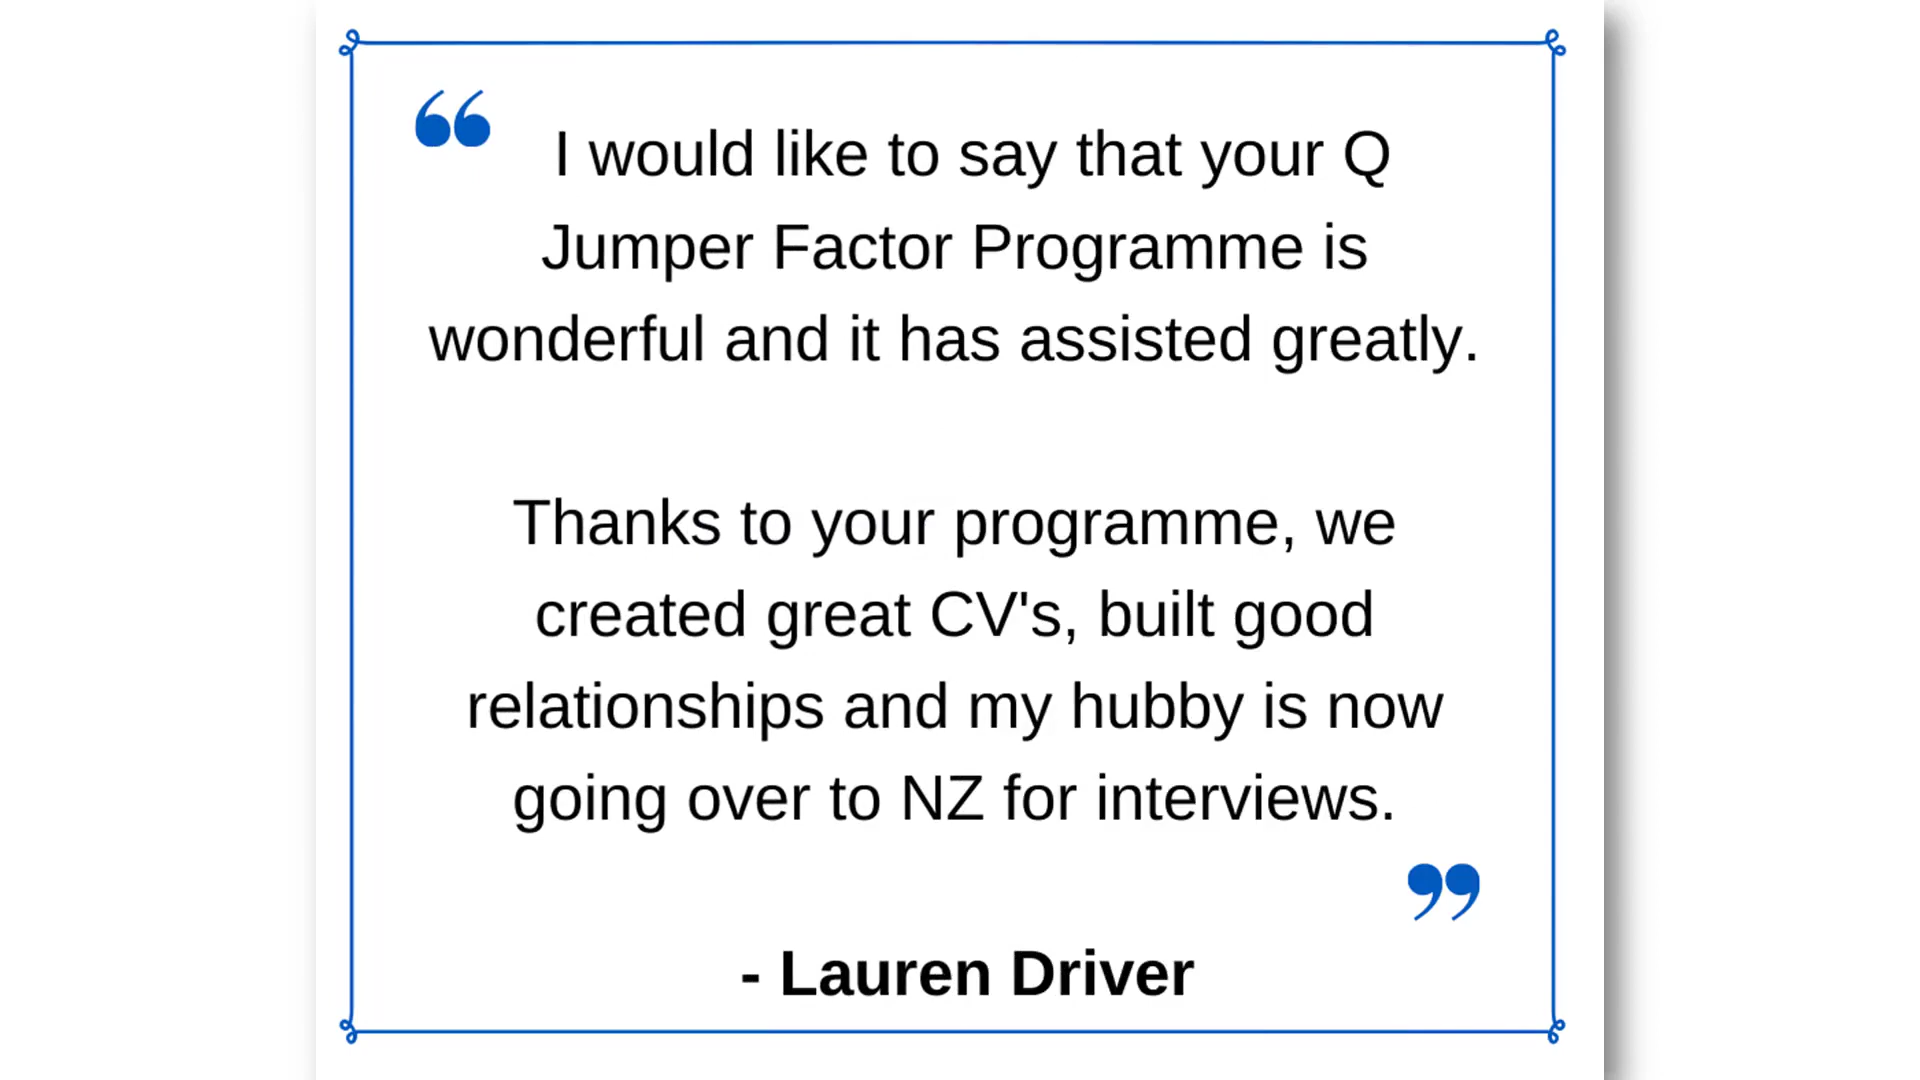 “ I would like to say that your Q
Jumper Factor Programme is
wonderful and it has assisted greatly.
Thanks to your programme, we
created great CV's, built good
relationships and my hubby is now
going over to NZ for interviews.
”
- Lauren Driver